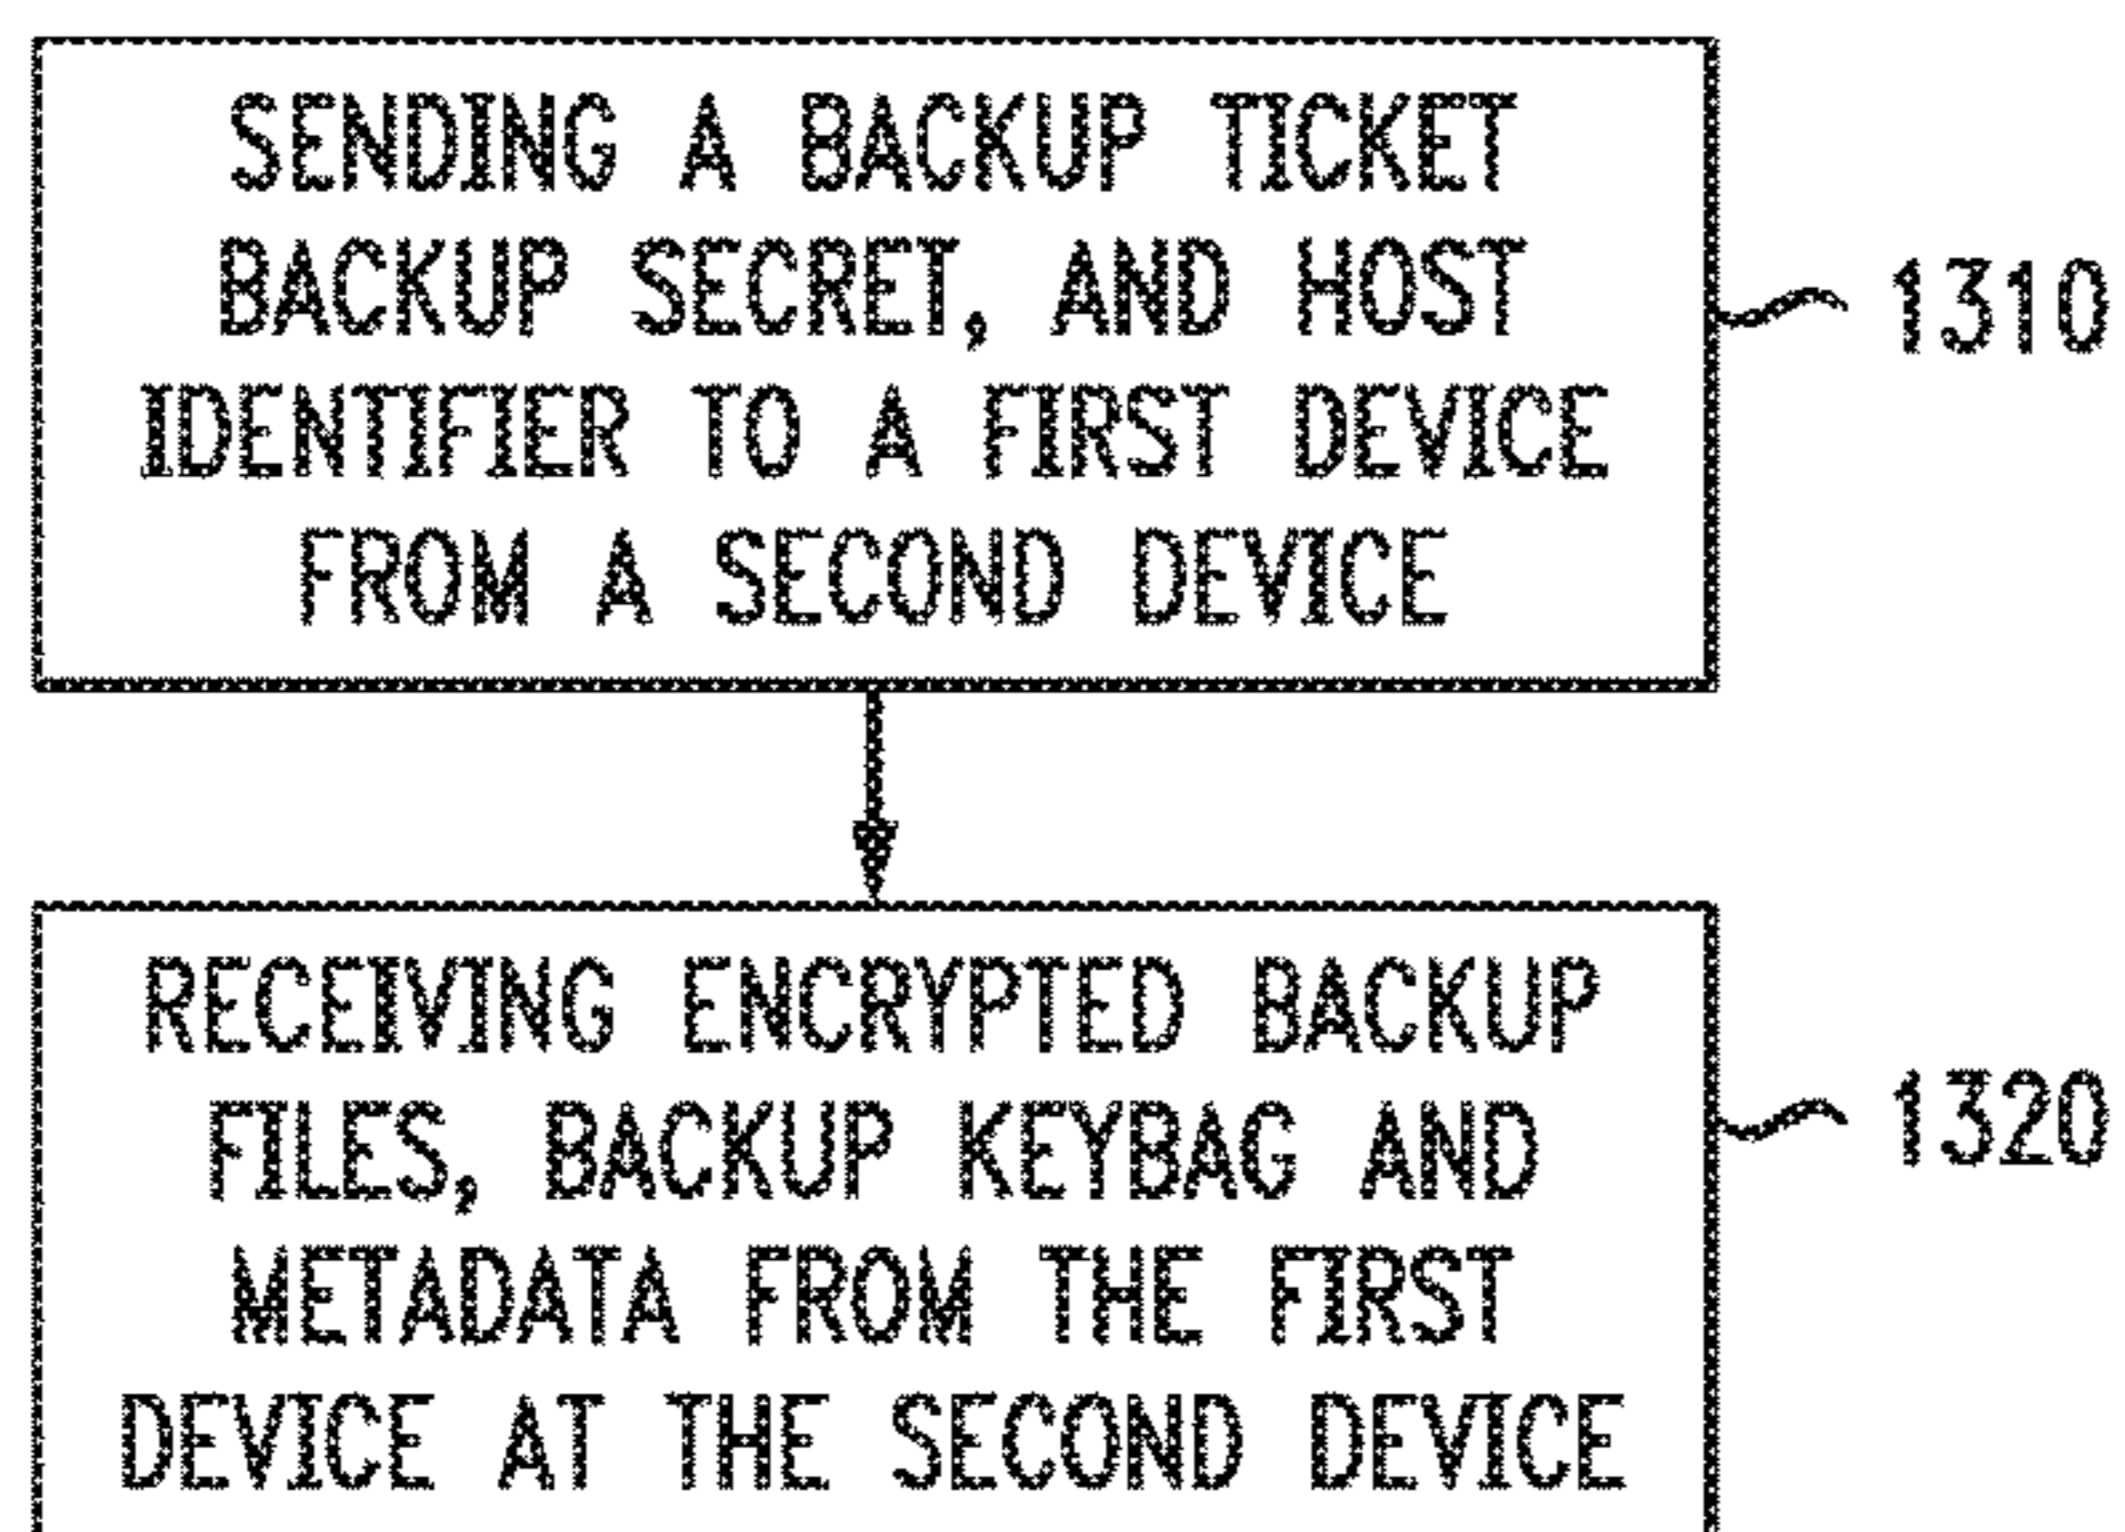 SENDING A BACKUP TICKET
BACKUP SECRET, AND HOST
IDENTIFIER TO A FIRST DEVICE
FROM A SECOND DEVICE
1310
RECEIVING ENCRYPTED BACKUP
FILES, BACKUP KEYBAG AND
METADATA FROM THE FIRST
DEVICE AT THE SECOND DEVICE
1320